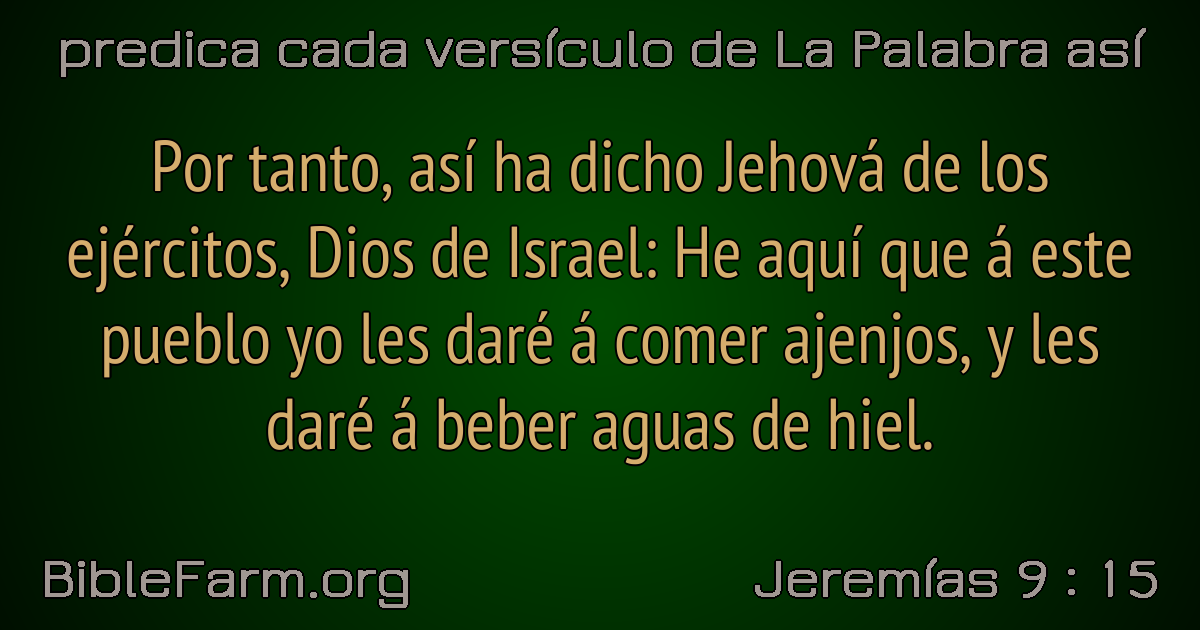 predica cada versículo de La Palabra así
Por tanto, así ha dicho Jehová de los
ejércitos, Dios de Israel: He aquí que á este
pueblo yo les daré á comer ajenjos, y les
daré á beber aguas de hiel.
BibleFarm.org
Jeremías 9 : 15